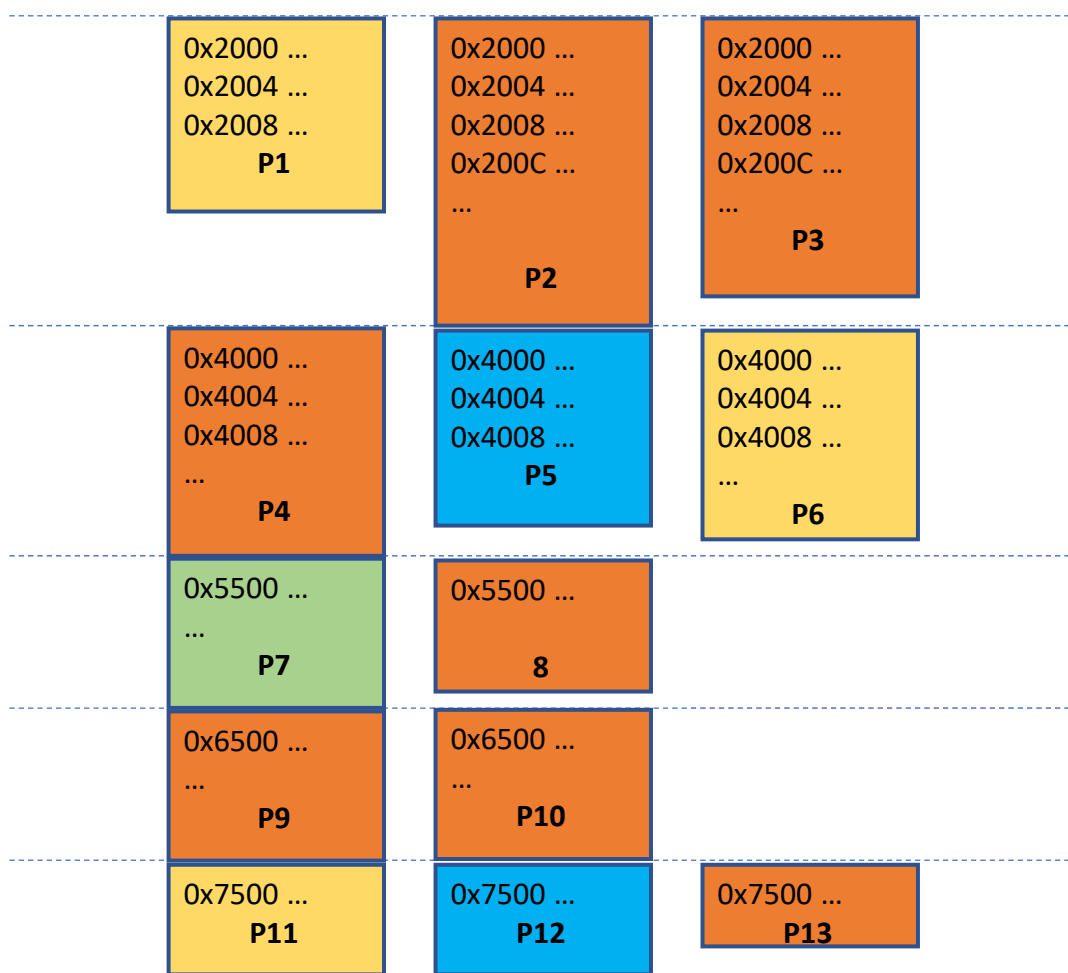 0x2000 ...
0x2004 ...
0x2008 ...
P1
0x2000 ...
0x2004 ...
0x2008 ...
0x200C ...
...
P2
0x2000 ...
0x2004 ...
0x2008 ...
0x200C ...
...
P3
0x4000 ...
0x4004 ...
0x4008 ...
...
P4
0x4000 ...
0x4004 ...
0x4008 ...
P5
0x4000 ...
0x4004 ...
0x4008 ...
...
P6
0x5500 ...
...
P7
0x5500 ...
8
0x6500 ...
...
P9
0x6500 ...
...
P10
0x7500 ...
P11
0x7500 ...
P12
0x7500 ...
P13